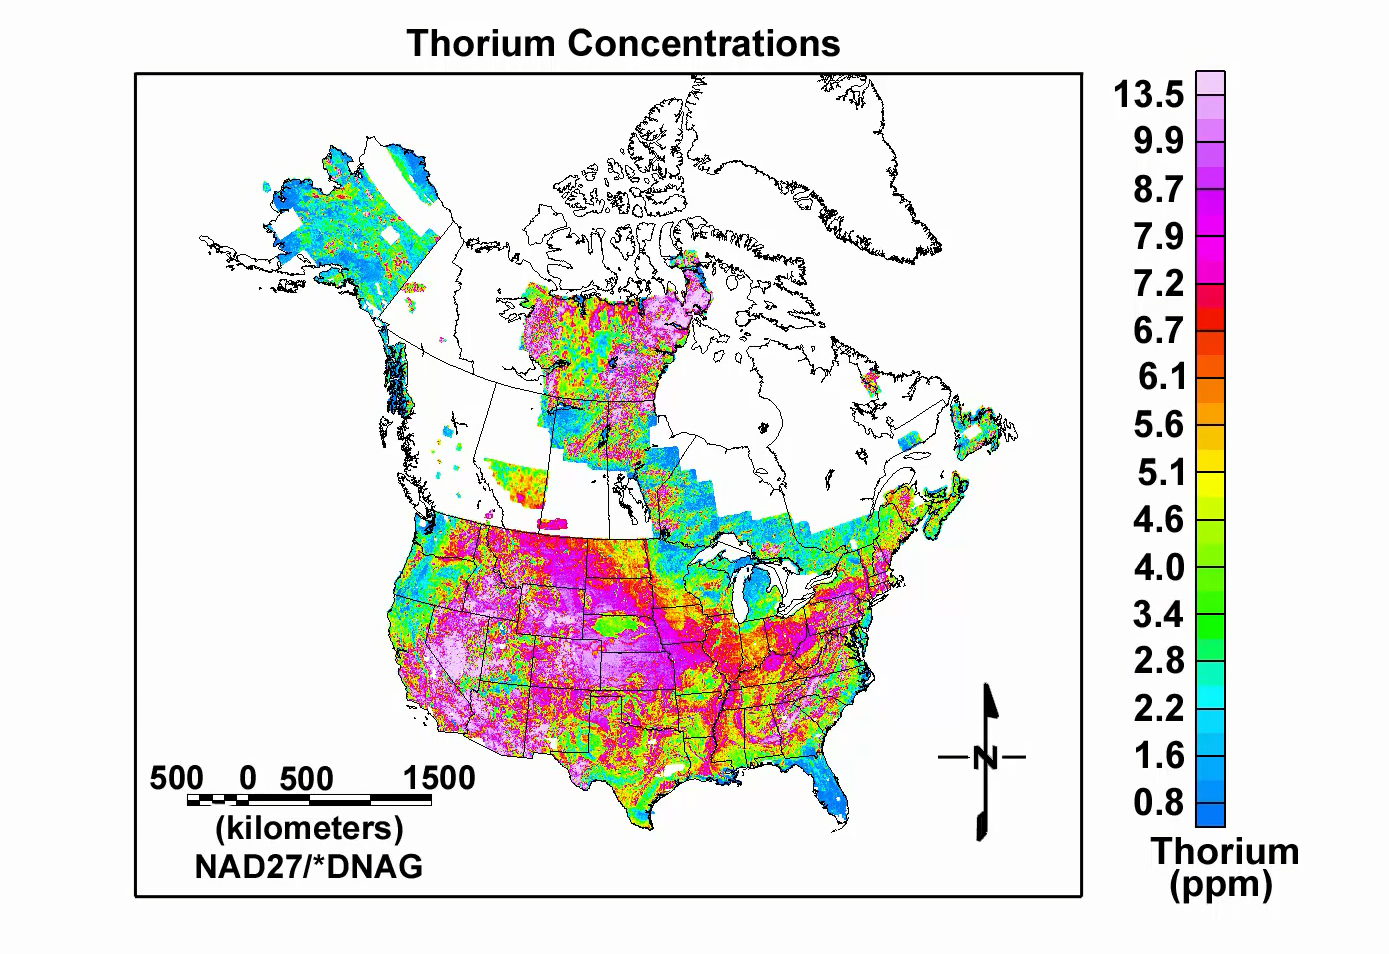 Thorium Concentrations
13.5
9.9
8.7
7.9
7.2
6.7
6.1
5.6
5.1
4.6
4.0
3.4
2.8
2.2
1.6
0.8
Thorium
(ppm)
N
500 0 500 1500
(kilometers)
NAD27/*DNAG